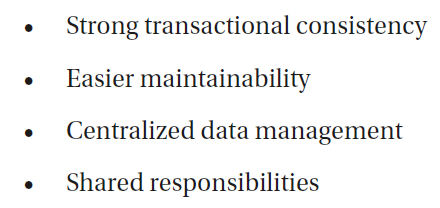 • Strong transactional consistency
• Easier maintainability
• Centralized data management
• Shared responsibilities